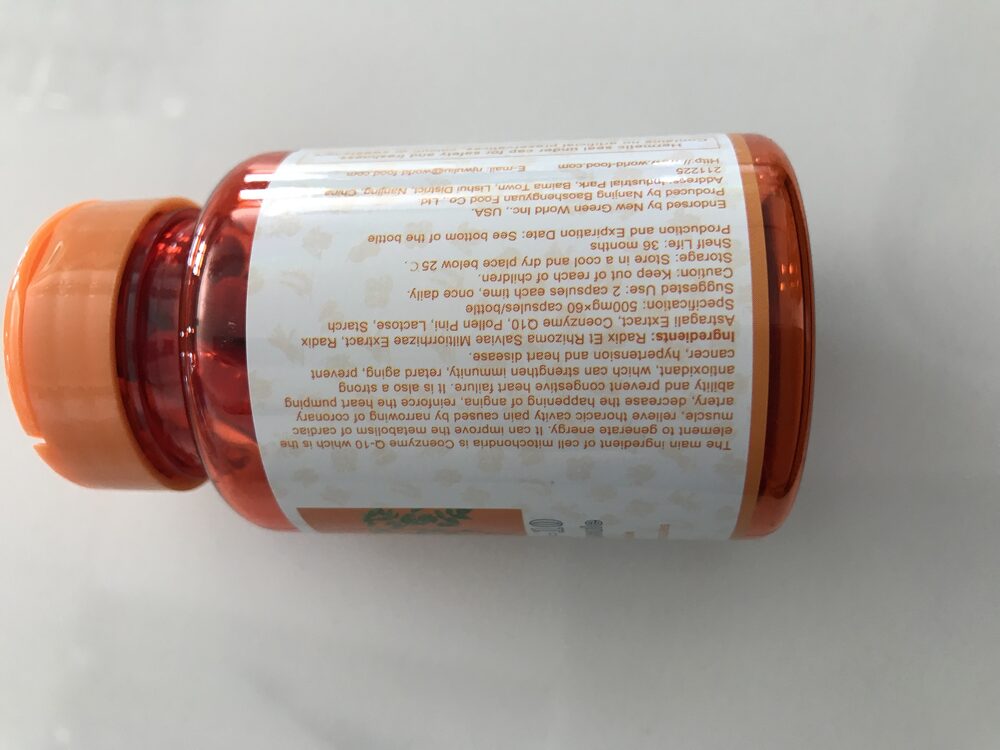 The main ingredient of cell mitochondria is Coenzyme Q-10 which is the
element to generate energy. It can improve the metabolism of cardiac
muscle, relieve thoracic cavity pain caused by narrowing of coronary
artery, decrease the happening of angina, reinforce the heart pumping
ability and prevent congestive heart failure. It is also a strong
antioxidant, which can strengthen immunity, retard aging, prevent
cancer, hypertension and heart disease.
Ingredients: Radix Et Rhizoma Salviae Miltiorrhizae Extract, Radix
Astragali Extract, Coenzyme Q10, Pollen Pini, Lactose, Starch
Specification: 500mg×60 capsules/bottle
Suggested Use: 2 capsules each time, once daily.
Caution: Keep out of reach of children.
Storage: Store in a cool and dry place below 25℃.
Shelf Life: 36 months
Production and Expiration Date: See bottom of the bottle
Endorsed by New Green World Inc., USA.
Produced by Nanjing Baoshengyuan Food Co., Ltd
Address: Industrial Park, Baima Town, Lishui District, Nanjing, China
211225
Http:// E-mail:
Hermetic seal under cap for safety and freshness
Contains no artificial preservatives